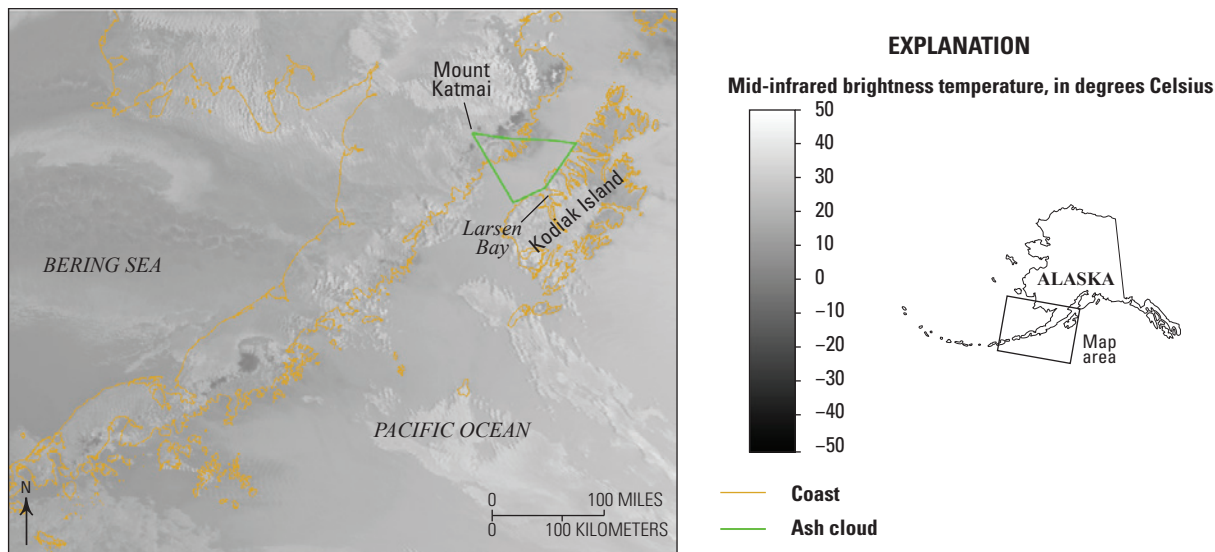 Mount
Katmai
Larsen
Bay
Kodiak Island
BERING SEA
PACIFIC OCEAN
N
0 100 MILES
0 100 KILOMETERS
EXPLANATION
Mid-infrared brightness temperature, in degrees Celsius
50
40
30
20
10
0
−10
−20
−30
−40
−50
ALASKA
Map
area
Coast
Ash cloud